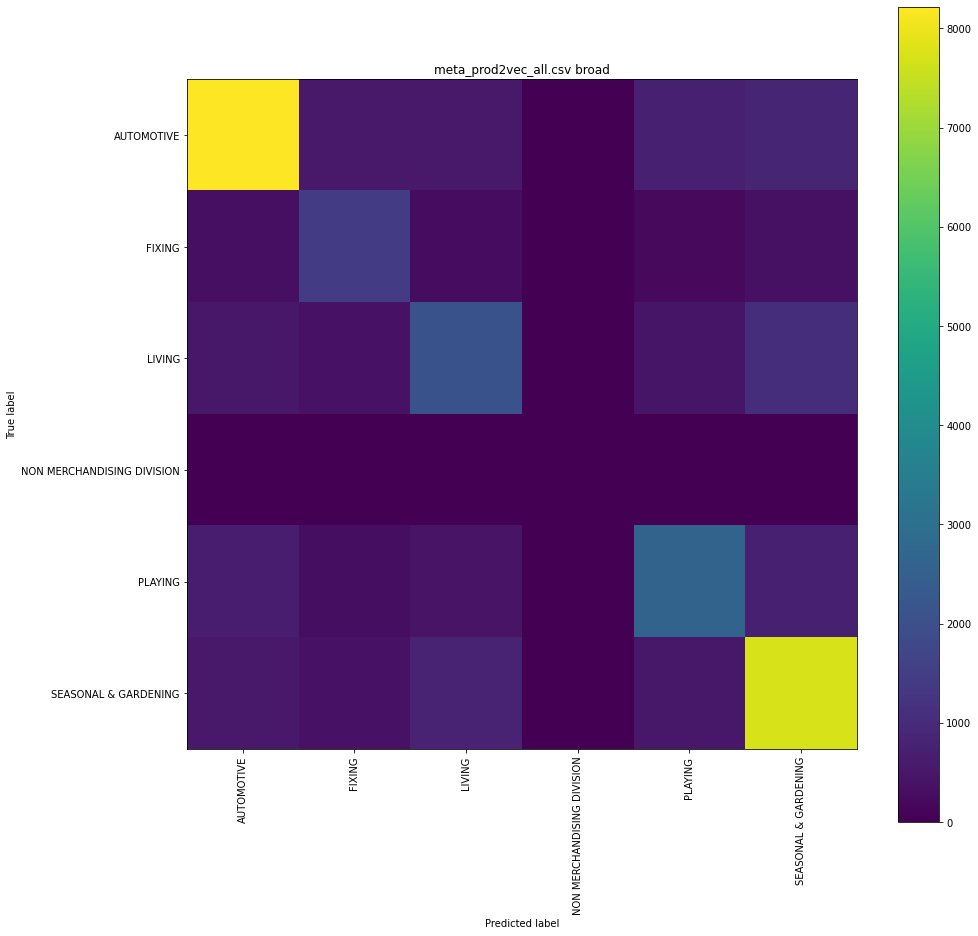 meta_prod2vec_all.csv broad
AUTOMOTIVE
FIXING
LIVING
NON MERCHANDISING DIVISION
PLAYING
SEASONAL & GARDENING
True label
AUTOMOTIVE
FIXING
LIVING
NON MERCHANDISING DIVISION
PLAYING
SEASONAL & GARDENING
Predicted label
8000
7000
6000
5000
4000
3000
2000
1000
0